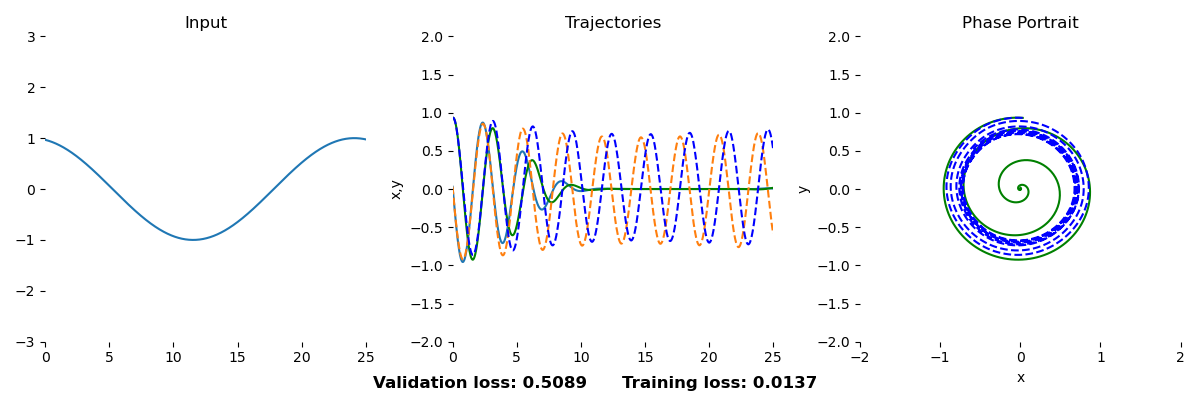 Input
3
2
1
0
−1
−2
−3
0 5 10 15 20 25
Trajectories
x,y
2.0
1.5
1.0
0.5
0.0
−0.5
−1.0
−1.5
−2.0
0 5 10 15 20 25
Phase Portrait
y
2.0
1.5
1.0
0.5
0.0
−0.5
−1.0
−1.5
−2.0
−2 −1 0 1 2
x
Validation loss: 0.5089 Training loss: 0.0137